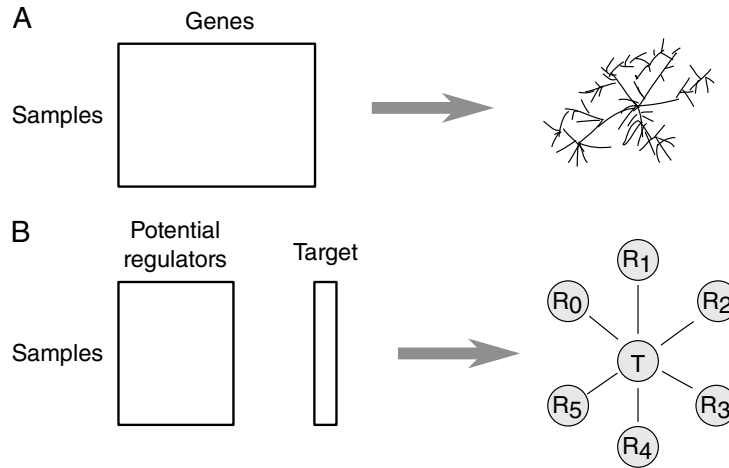 A
Genes
Samples
B
Potential
regulators
Target
Samples
R1
R0
R2
T
R5
R3
R4